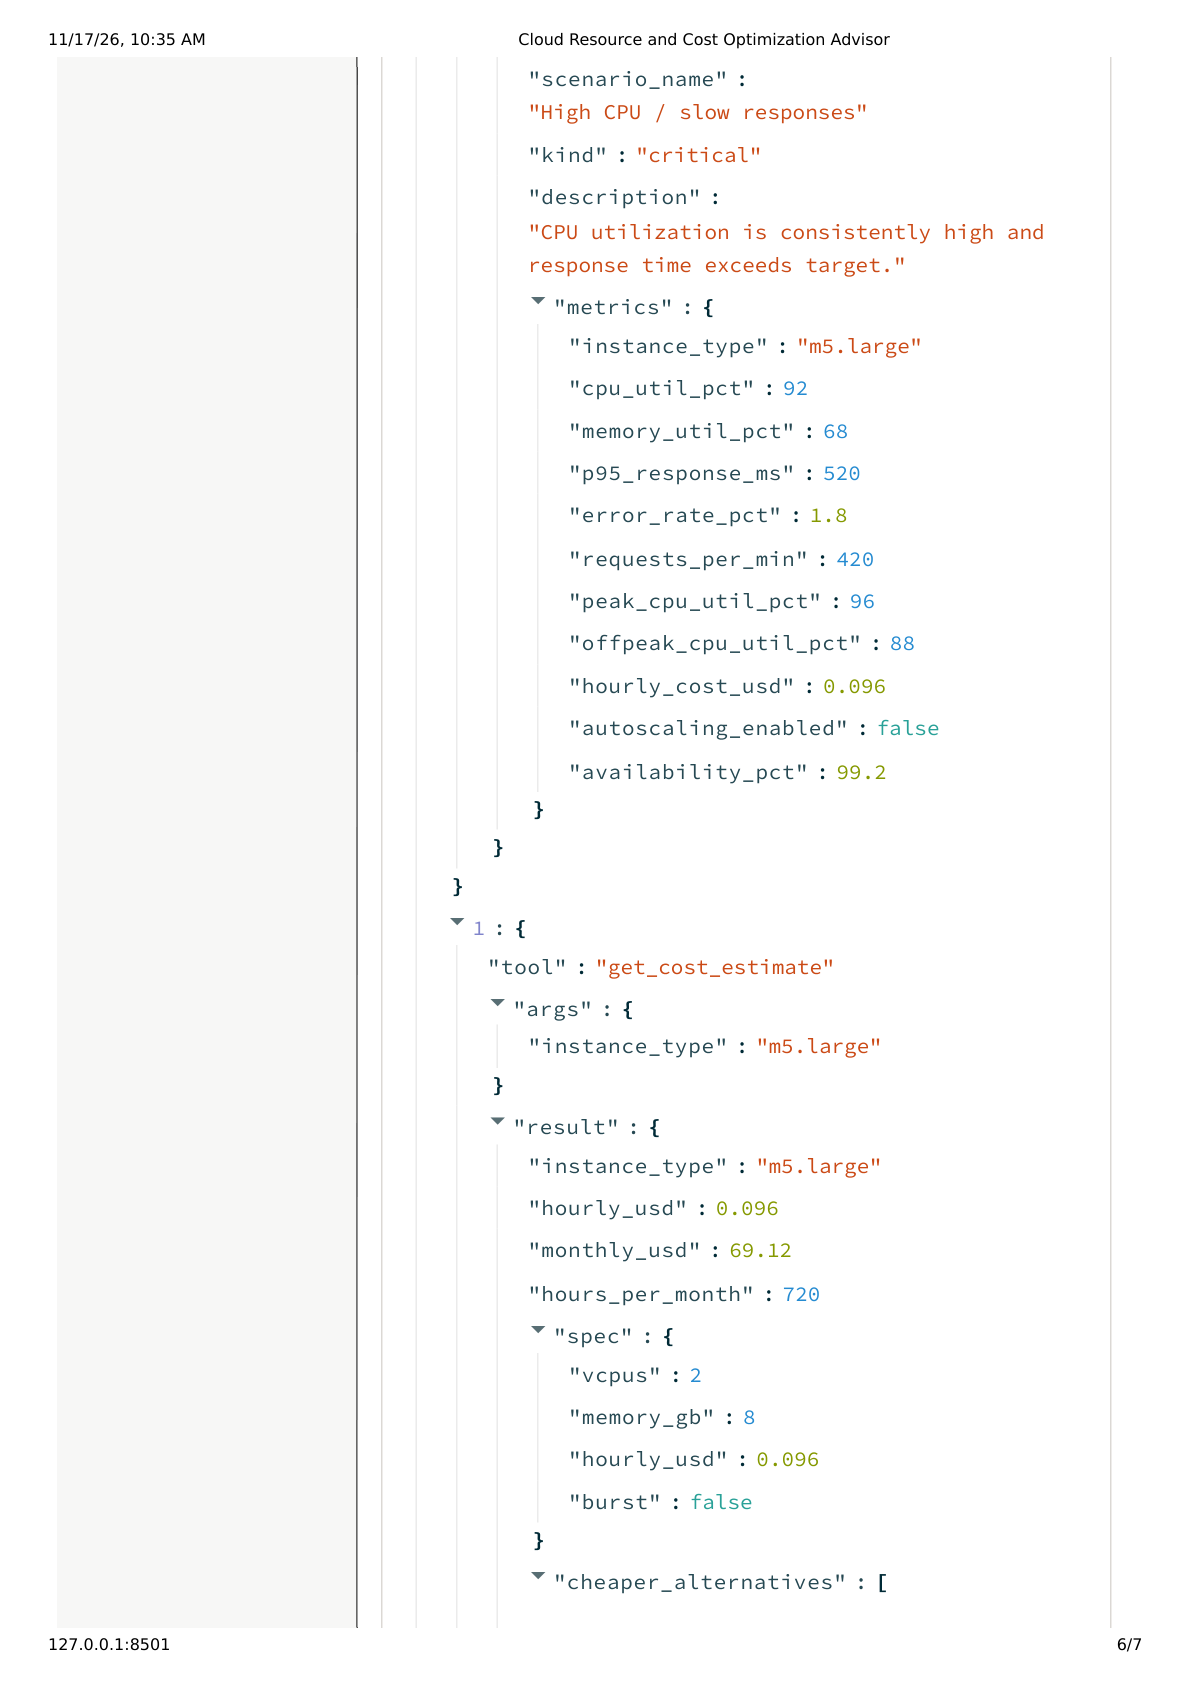 11/17/26, 10:35 AM Cloud Resource and Cost Optimization Advisor
"scenario_name" :
"High CPU / slow responses"
"kind" : "critical"
"description" :
"CPU utilization is consistently high and
response time exceeds target."
"metrics" : {
"instance_type" : "m5.large"
"cpu_util_pct" : 92
"memory_util_pct" : 68
"p95_response_ms" : 520
"error_rate_pct" : 1.8
"requests_per_min" : 420
"peak_cpu_util_pct" : 96
"offpeak_cpu_util_pct" : 88
"hourly_cost_usd" : 0.096
"autoscaling_enabled" : false
"availability_pct" : 99.2
}
}
}
1 : {
"tool" : "get_cost_estimate"
"args" : {
"instance_type" : "m5.large"
}
"result" : {
"instance_type" : "m5.large"
"hourly_usd" : 0.096
"monthly_usd" : 69.12
"hours_per_month" : 720
"spec" : {
"vcpus" : 2
"memory_gb" : 8
"hourly_usd" : 0.096
"burst" : false
}
"cheaper_alternatives" : [
127.0.0.1:8501 6/7